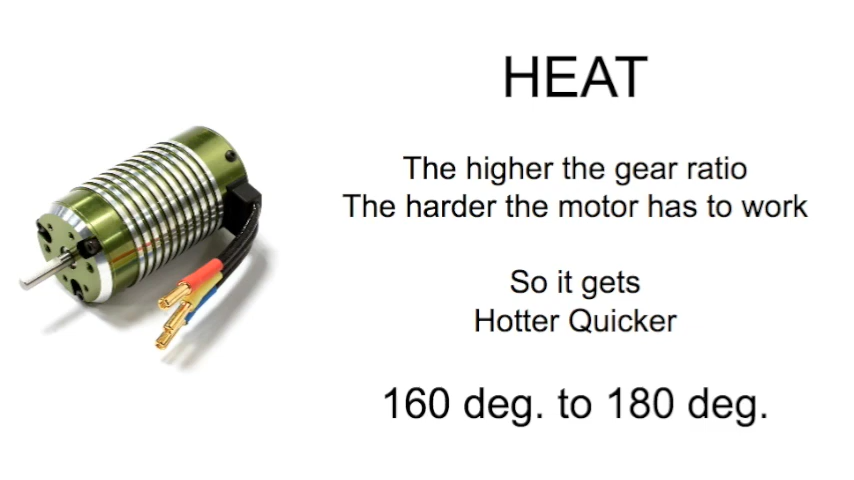 HEAT
The higher the gear ratio
The harder the motor has to work
So it gets
Hotter Quicker
160 deg. to 180 deg.